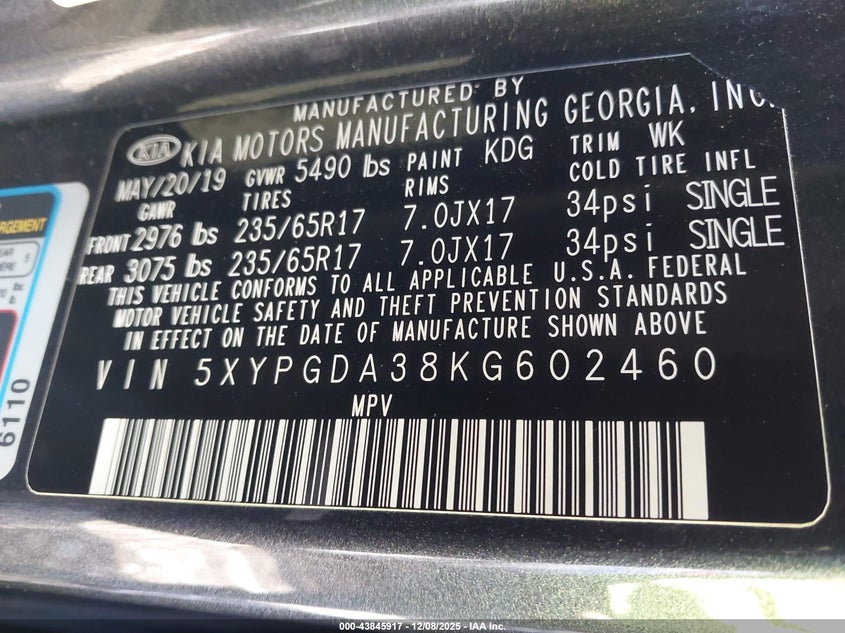 MANUFACTURED BY
KIA KIA MOTORS MANUFACTURING GEORGIA, INC.
MAY/20/19 GVWR 5490 lbs PAINT KDG TRIM WK
GAWR TIRES RIMS COLD TIRE INFL
FRONT 2976 lbs 235/65R17 7.0JX17 34psi SINGLE
REAR 3075 lbs 235/65R17 7.0JX17 34psi SINGLE
THIS VEHICLE CONFORMS TO ALL APPLICABLE U.S.A. FEDERAL
MOTOR VEHICLE SAFETY AND THEFT PREVENTION STANDARDS
IN EFFECT ON THE DATE OF MANUFACTURE SHOWN ABOVE
VIN 5XYPGDA38KG602460
MPV
6110
000-43845917 - 12/08/2025 - IAA Inc.